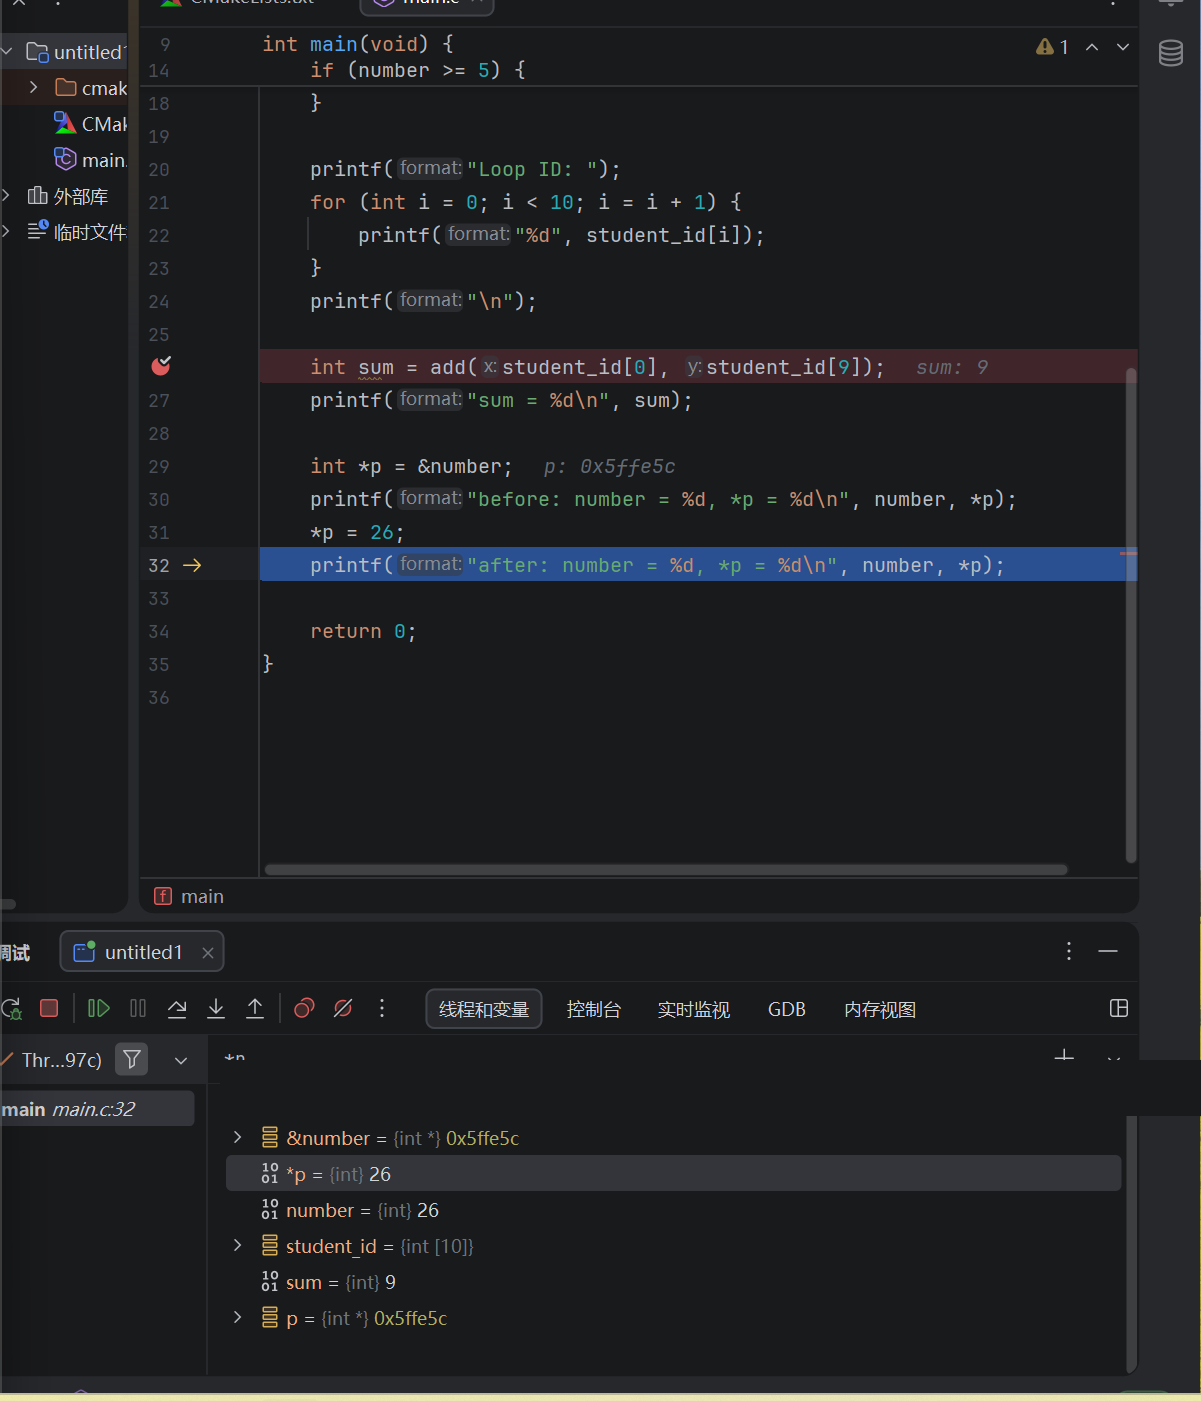 untitled1
cmak
CMak
main.
外部库
临时文件
9 int main(void) {
14 if (number >= 5) {
1
18 }
19
20 printf(format:"Loop ID: ");
21 for (int i = 0; i < 10; i = i + 1) {
22 printf(format:"%d", student_id[i]);
23 }
24 printf(format:"\n");
25
int sum = add(x:student_id[0], y:student_id[9]); sum: 9
27 printf(format:"sum = %d\n", sum);
28
29 int *p = &number; p: 0x5ffe5c
30 printf(format:"before: number = %d, *p = %d\n", number, *p);
31 *p = 26;
32 printf(format:"after: number = %d, *p = %d\n", number, *p);
33
34 return 0;
35 }
36
f main
调试 untitled1
线程和变量 控制台 实时监视 GDB 内存视图
Thr...97c)
main main.c:32
&number = {int *} 0x5ffe5c
*p = {int} 26
number = {int} 26
student_id = {int [10]}
sum = {int} 9
p = {int *} 0x5ffe5c